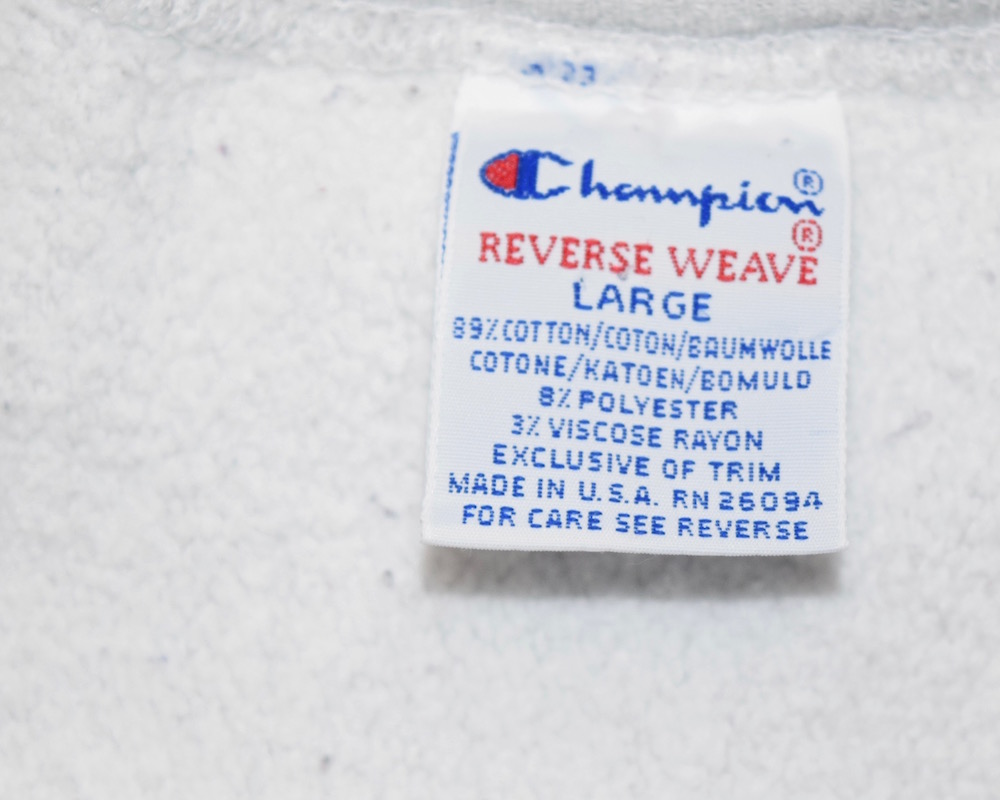 23
Champion®
®
REVERSE WEAVE
LARGE
89% COTTON/COTON/BAUMWOLLE
COTONE/KATOEN/BOMULD
8% POLYESTER
3% VISCOSE RAYON
EXCLUSIVE OF TRIM
MADE IN U.S.A. RN 26094
FOR CARE SEE REVERSE